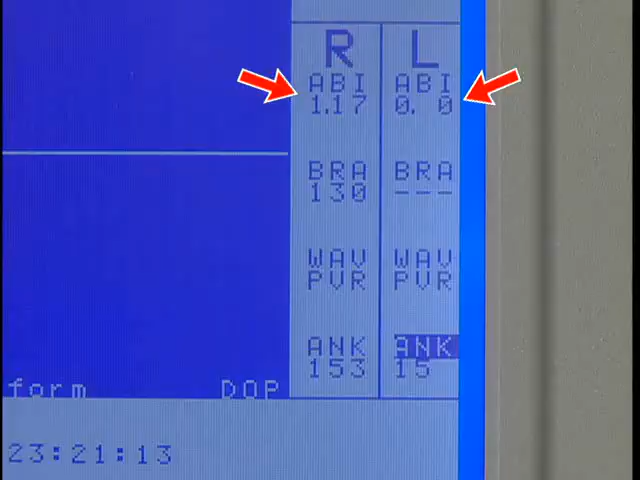 R L
ABI ABI
1.17 0. 0
BRA BRA
130 ---
WAV WAV
PVR PVR
ANK ANK
153 15
form DOP
23:21:13